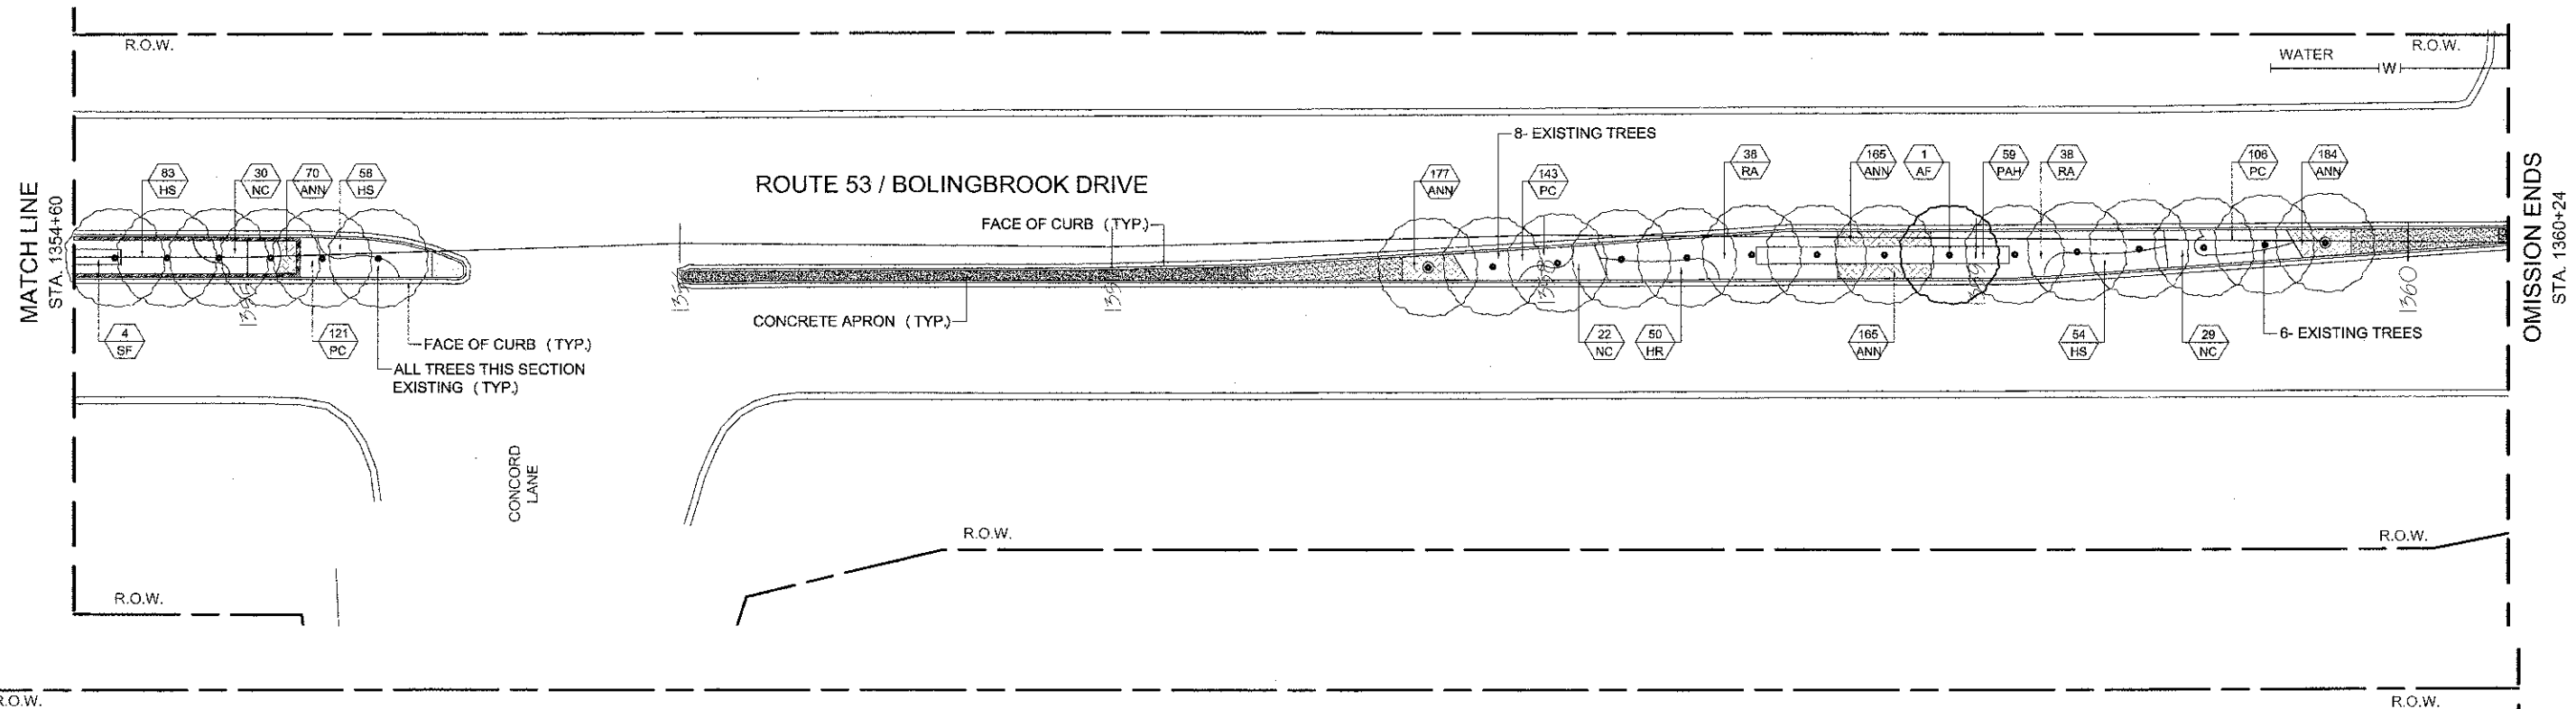 R.O.W.
R.O.W.
WATER
W
8- EXISTING TREES
MATCH LINE
STA. 1354+60
83
HS
30
NC
70
ANN
58
HS
ROUTE 53 / BOLINGBROOK DRIVE
177
ANN
143
PC
38
RA
165
ANN
1
AF
59
PAH
38
RA
106
PC
184
ANN
OMISSION ENDS
STA. 1360+24
FACE OF CURB (TYP.)
1360
CONCRETE APRON (TYP.)
4
SF
121
PC
FACE OF CURB (TYP.)
ALL TREES THIS SECTION
EXISTING (TYP.)
22
NC
50
HR
165
ANN
54
HS
29
NC
6- EXISTING TREES
CONCORD
LANE
R.O.W.
R.O.W.
R.O.W.
R.O.W.
R.O.W.